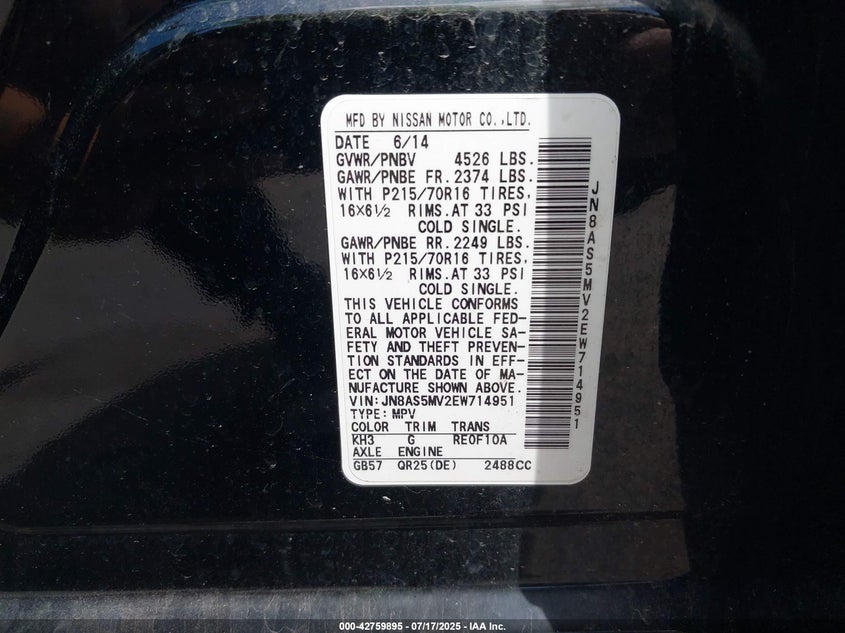 MFD BY NISSAN MOTOR CO.,LTD.
DATE 6/14
GVWR/PNBV 4526 LBS.
GAWR/PNBE FR. 2374 LBS.
WITH P215/70R16 TIRES,
16×6½ RIMS.AT 33 PSI
COLD SINGLE.
GAWR/PNBE RR. 2249 LBS.
WITH P215/70R16 TIRES,
16×6½ RIMS.AT 33 PSI
COLD SINGLE.
THIS VEHICLE CONFORMS
TO ALL APPLICABLE FED-
ERAL MOTOR VEHICLE SA-
FETY AND THEFT PREVEN-
TION STANDARDS IN EFF-
ECT ON THE DATE OF MA-
NUFACTURE SHOWN ABOVE.
VIN:JN8AS5MV2EW714951
TYPE:MPV
COLOR TRIM TRANS
KH3 G RE0F10A
AXLE ENGINE
GB57 QR25(DE) 2488CC
JN8AS5MV2EW714951
000-42759895 - 07/17/2025 - IAA Inc.